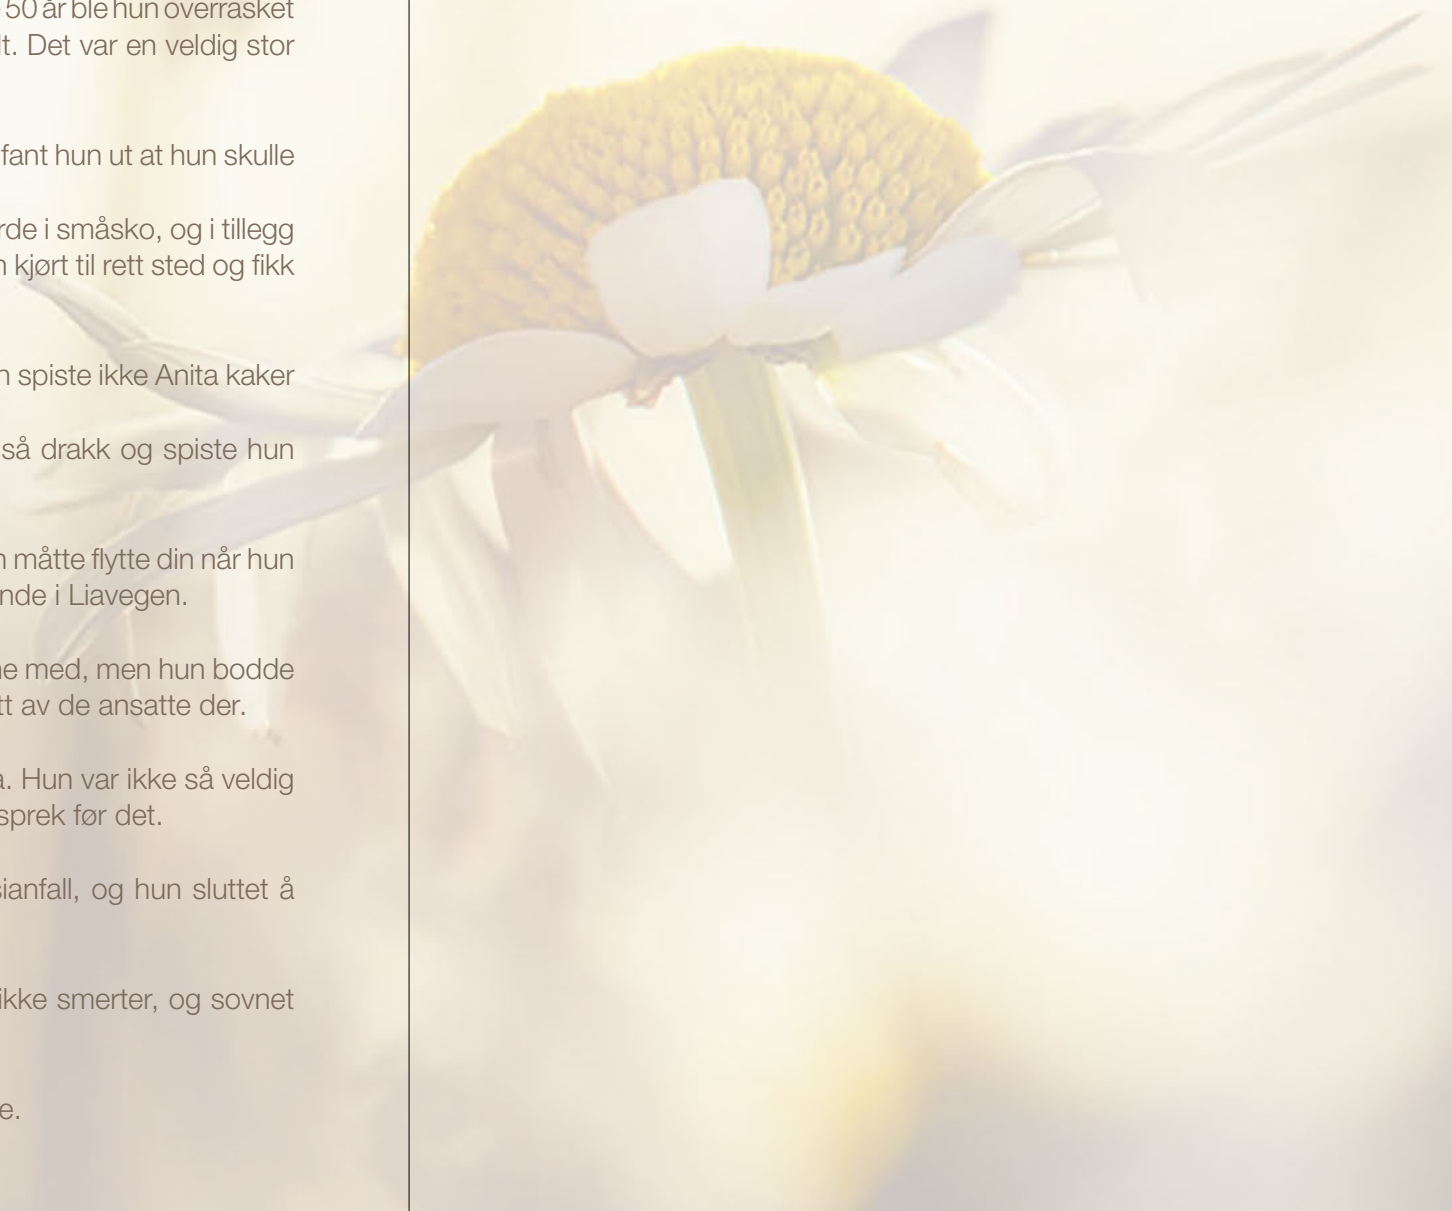 50 år ble hun overrasket
lt. Det var en veldig stor
fant hun ut at hun skulle
rde i småsko, og i tillegg
n kjørt til rett sted og fikk
n spiste ikke Anita kaker
så drakk og spiste hun
n måtte flytte din når hun
nde i Liavegen.
ne med, men hun bodde
tt av de ansatte der.
a. Hun var ikke så veldig
sprek før det.
sianfall, og hun sluttet å
ikke smerter, og sovnet
e.